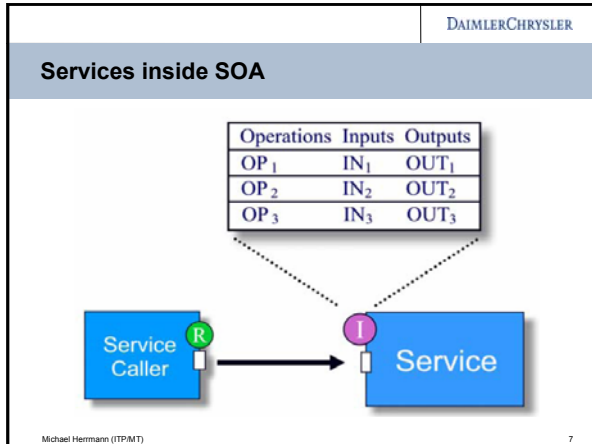 DAIMLERCHRYSLER
Services inside SOA
Operations Inputs Outputs
OP₁ IN₁ OUT₁
OP₂ IN₂ OUT₂
OP₃ IN₃ OUT₃
R
I
Service
Caller
Service
Michael Herrmann (ITP/MT) 7